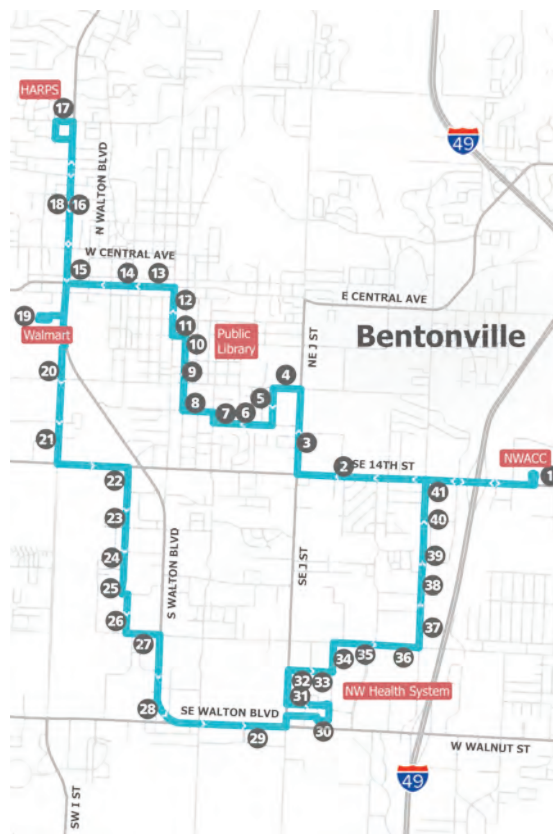 HARPS
17
49
N WALTON BLVD
18
16
W CENTRAL AVE
15
14
13
12
E CENTRAL AVE
19
Walmart
11
10
Public
Library
NE J ST
Bentonville
20
9
4
8
7
6
5
21
3
SE 14TH ST
NWACC
2
1
22
41
23
40
S WALTON BLVD
SE J ST
24
39
25
38
26
37
27
34
35
36
32
33
31
NW Health System
28
SE WALTON BLVD
29
30
W WALNUT ST
49
SW I ST